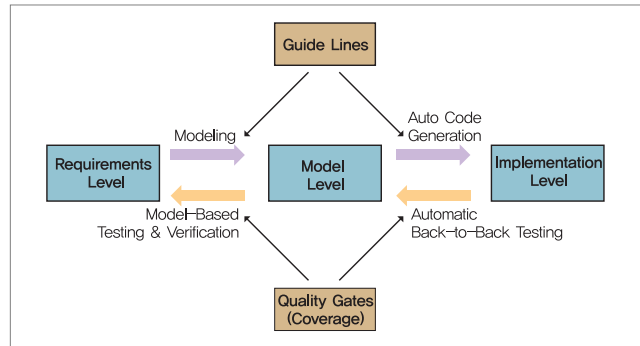 Guide Lines
Modeling
Auto Code
Generation
Requirements
Level
Model
Level
Implementation
Level
Model-Based
Testing & Verification
Automatic
Back-to-Back Testing
Quality Gates
(Coverage)